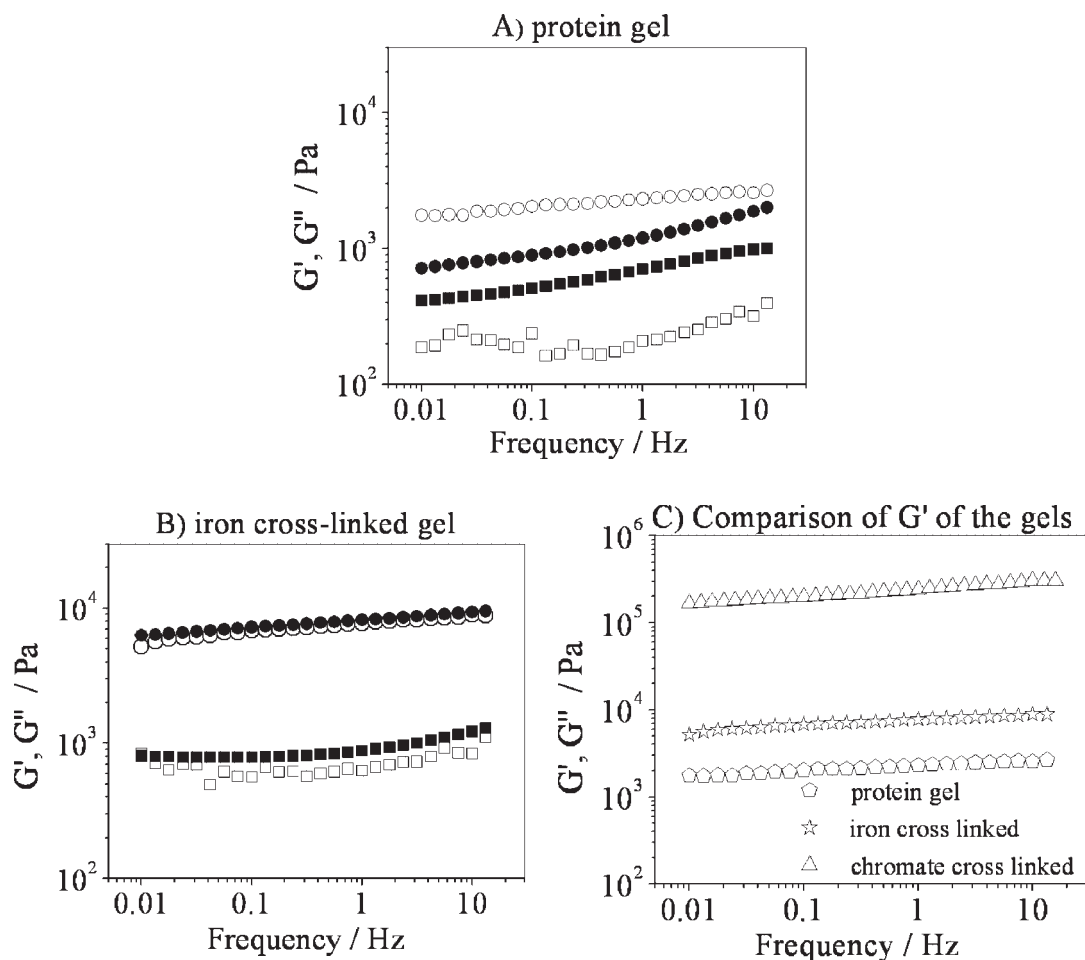 A) protein gel
G', G'' / Pa
10⁴
10³
10²
0.01 0.1 1 10
Frequency / Hz
B) iron cross-linked gel
G', G'' / Pa
10⁴
10³
10²
0.01 0.1 1 10
Frequency / Hz
C) Comparison of G' of the gels
G', G'' / Pa
10⁶
10⁵
10⁴
10³
10²
protein gel
iron cross linked
chromate cross linked
0.01 0.1 1 10
Frequency / Hz